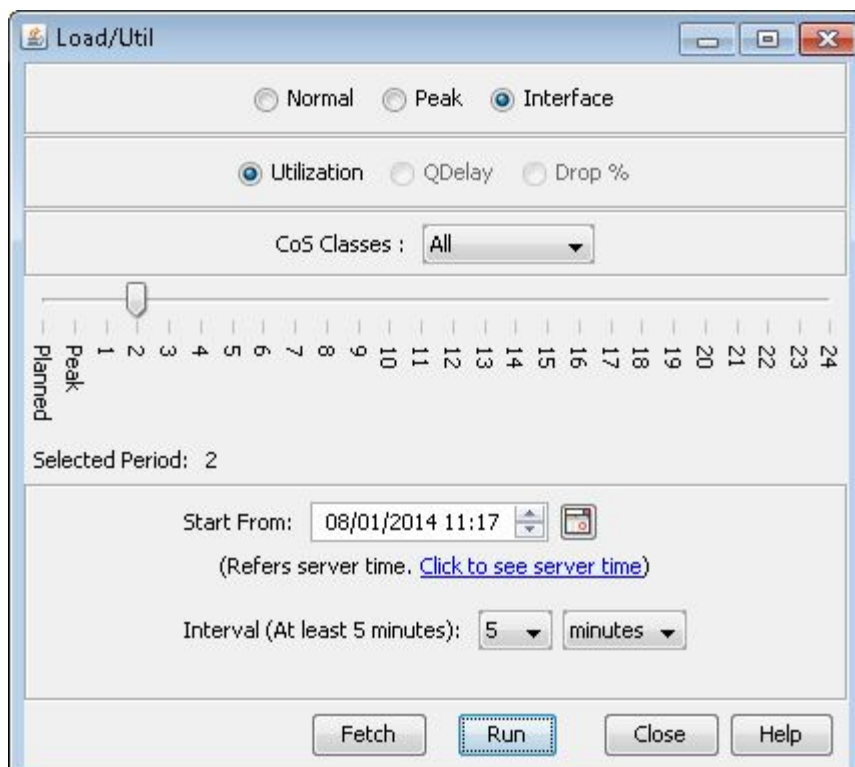 Load/Util
Normal Peak Interface
Utilization QDelay Drop %
CoS Classes : All
Planned Peak 1 2 3 4 5 6 7 8 9 10 11 12 13 14 15 16 17 18 19 20 21 22 23 24
Selected Period: 2
Start From: 08/01/2014 11:17
(Refers server time. Click to see server time)
Interval (At least 5 minutes): 5 minutes
Fetch Run Close Help